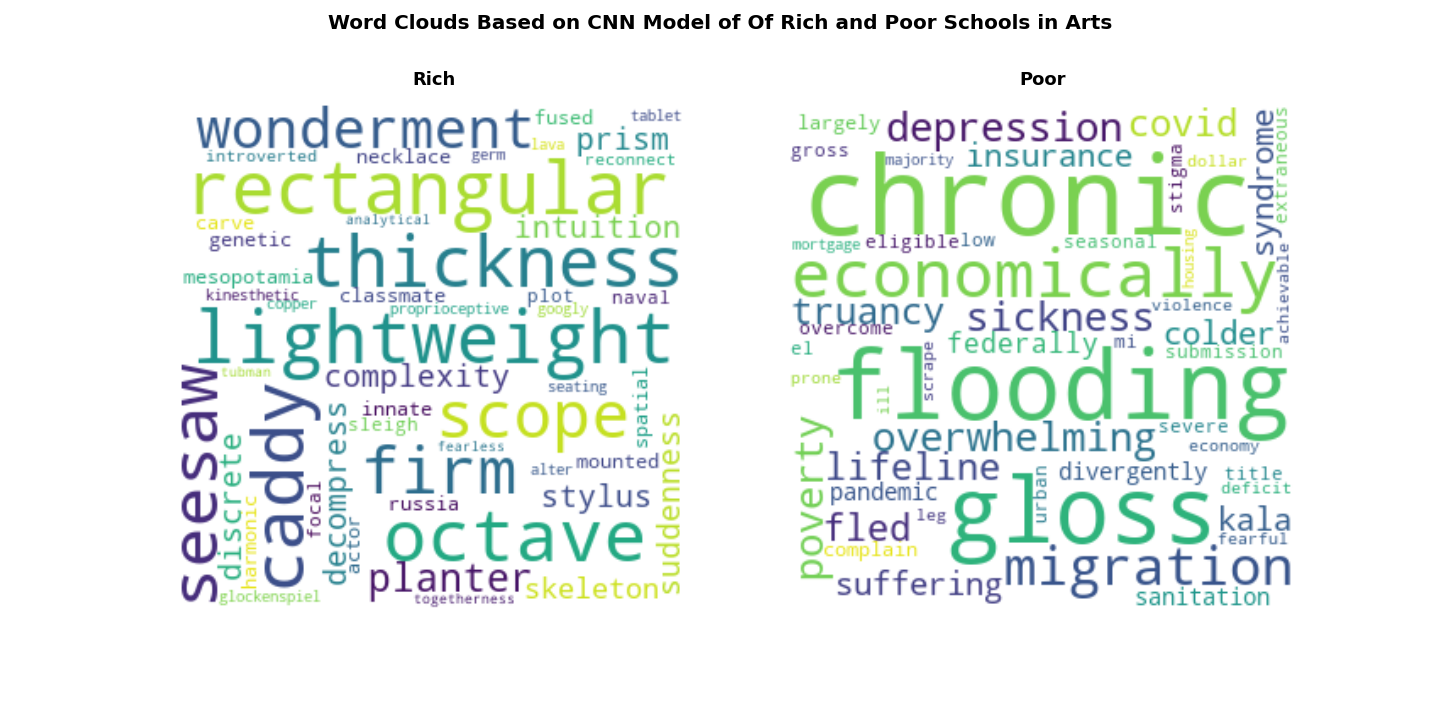 Word Clouds Based on CNN Model of Of Rich and Poor Schools in Arts
Rich
wonderment
fused
tablet
lava
prism
introverted
necklace
germ
reconnect
rectangular
carve
analytical
intuition
genetic
thickness
mesopotamia
kinesthetic
copper
classmate
plot
naval
proprioceptive
googly
lightweight
tubman
complexity
seating
spatial
seesaw
caddy
innate
sleigh
scope
fearless
decompress
discrete
firm
alter
mounted
suddenness
harmonic
focal
russia
stylus
actor
octave
planter
skeleton
glockenspiel
togetherness
Poor
largely
depression
covid
syndrome
extraneous
gross
majority
insurance
stigma
dollar
chronic
mortgage
eligible
low
seasonal
housing
achievable
economically
truancy
sickness
violence
overcome
colder
el
federally
mi
submission
prone
ill
scrape
flooding
poverty
overwhelming
severe
economy
lifeline
divergently
title
pandemic
urban
deficit
gloss
fled
leg
kala
fearful
complain
migration
suffering
sanitation